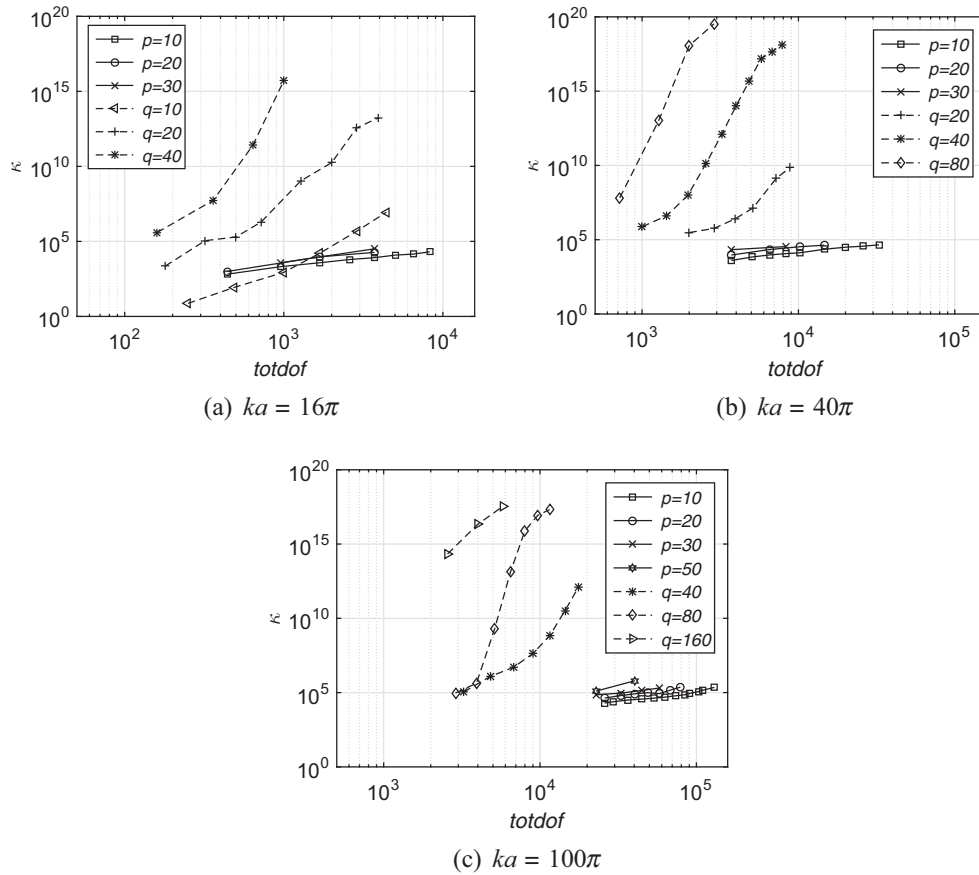 10^20
10^15
10^10
10^5
10^0
κ
p=10
p=20
p=30
q=10
q=20
q=40
10^2
10^3
10^4
totdof
(a) ka = 16π
10^20
10^15
10^10
10^5
10^0
κ
p=10
p=20
p=30
q=20
q=40
q=80
10^3
10^4
10^5
totdof
(b) ka = 40π
10^20
10^15
10^10
10^5
10^0
κ
p=10
p=20
p=30
p=50
q=40
q=80
q=160
10^3
10^4
10^5
totdof
(c) ka = 100π